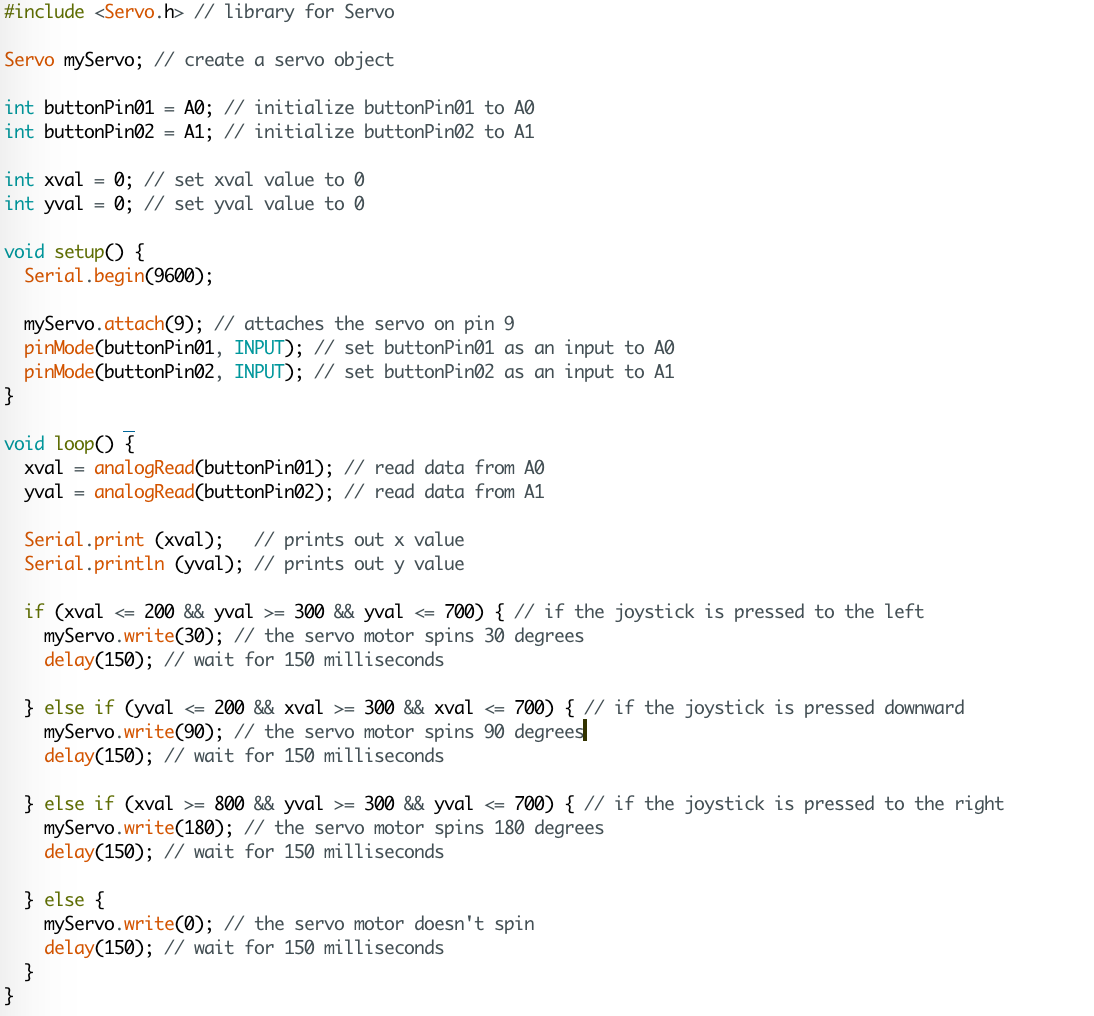 #include <Servo.h> // library for Servo
Servo myServo; // create a servo object
int buttonPin01 = A0; // initialize buttonPin01 to A0
int buttonPin02 = A1; // initialize buttonPin02 to A1
int xval = 0; // set xval value to 0
int yval = 0; // set yval value to 0
void setup() {
  Serial.begin(9600);
  myServo.attach(9); // attaches the servo on pin 9
  pinMode(buttonPin01, INPUT); // set buttonPin01 as an input to A0
  pinMode(buttonPin02, INPUT); // set buttonPin02 as an input to A1
}
void loop() {
  xval = analogRead(buttonPin01); // read data from A0
  yval = analogRead(buttonPin02); // read data from A1
  Serial.print (xval);   // prints out x value
  Serial.println (yval); // prints out y value
  if (xval <= 200 && yval >= 300 && yval <= 700) { // if the joystick is pressed to the left
    myServo.write(30); // the servo motor spins 30 degrees
    delay(150); // wait for 150 milliseconds
  } else if (yval <= 200 && xval >= 300 && xval <= 700) { // if the joystick is pressed downward
    myServo.write(90); // the servo motor spins 90 degrees
    delay(150); // wait for 150 milliseconds
  } else if (xval >= 800 && yval >= 300 && yval <= 700) { // if the joystick is pressed to the right
    myServo.write(180); // the servo motor spins 180 degrees
    delay(150); // wait for 150 milliseconds
  } else {
    myServo.write(0); // the servo motor doesn't spin
    delay(150); // wait for 150 milliseconds
  }
}